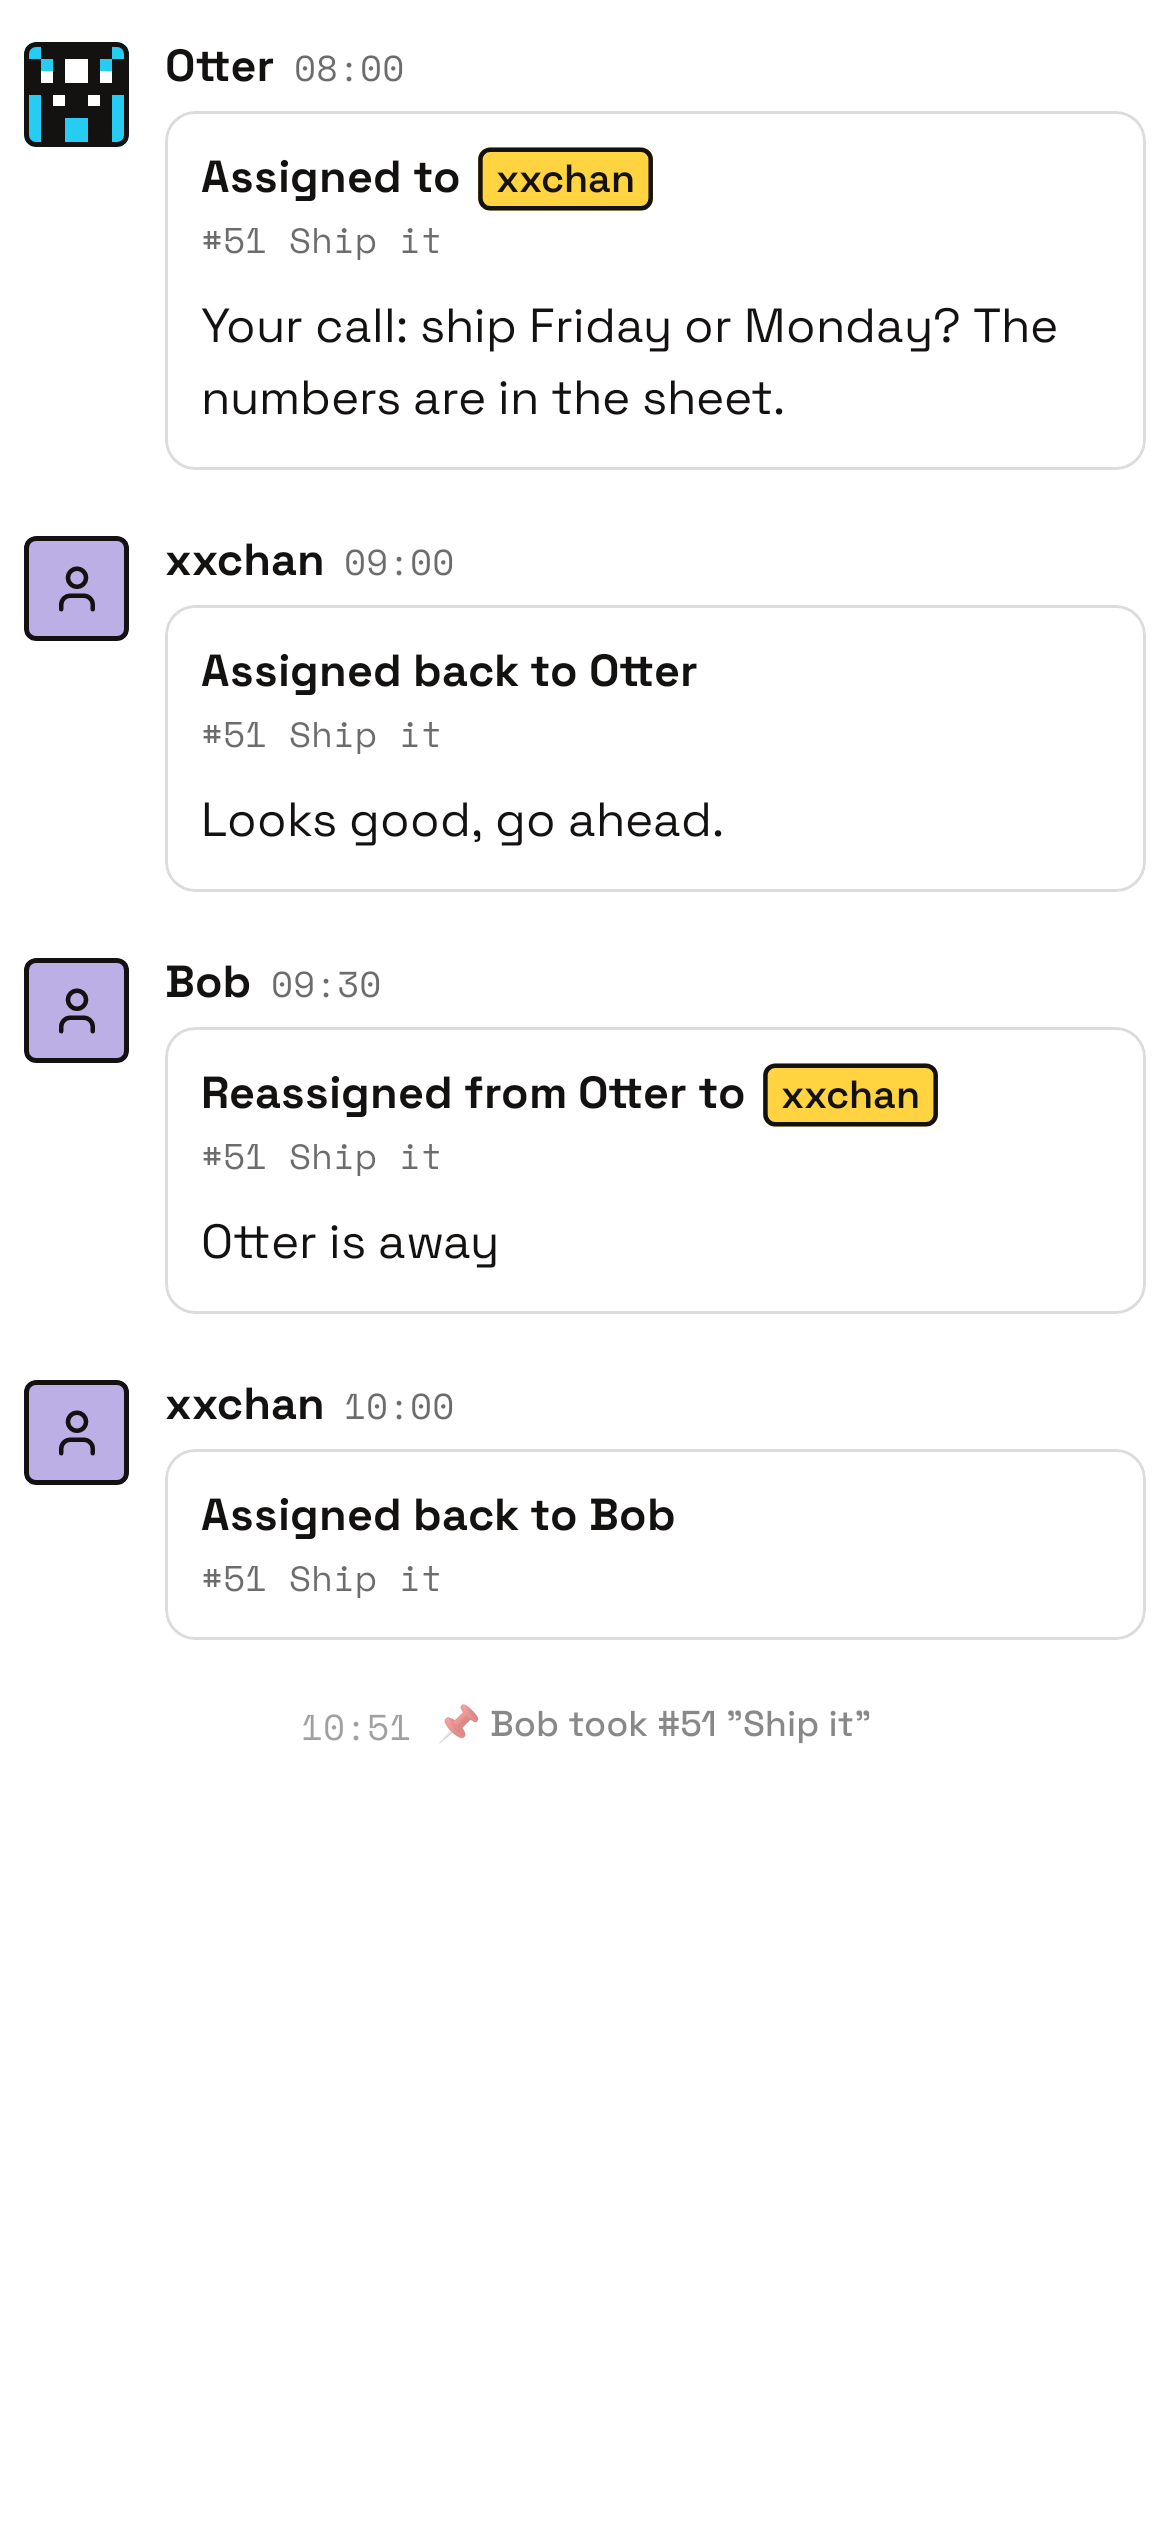 Otter 08:00
Assigned to xxchan
#51 Ship it
Your call: ship Friday or Monday? The
numbers are in the sheet.
xxchan 09:00
Assigned back to Otter
#51 Ship it
Looks good, go ahead.
Bob 09:30
Reassigned from Otter to xxchan
#51 Ship it
Otter is away
xxchan 10:00
Assigned back to Bob
#51 Ship it
10:51 📌 Bob took #51 ”Ship it”